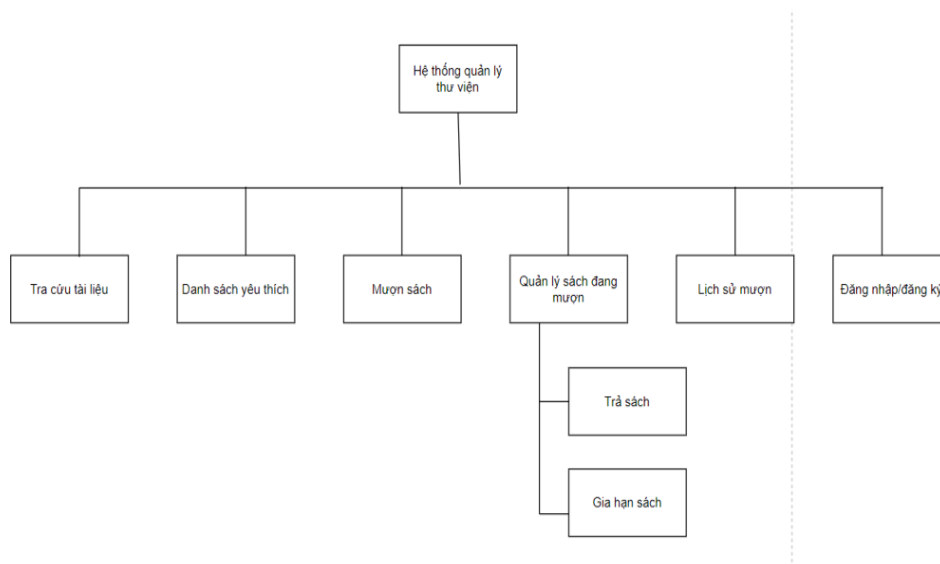 Hệ thống quản lý
thư viện
Tra cứu tài liệu
Danh sách yêu thích
Mượn sách
Quản lý sách đang
mượn
Lịch sử mượn
Đăng nhập/đăng ký
Trả sách
Gia hạn sách